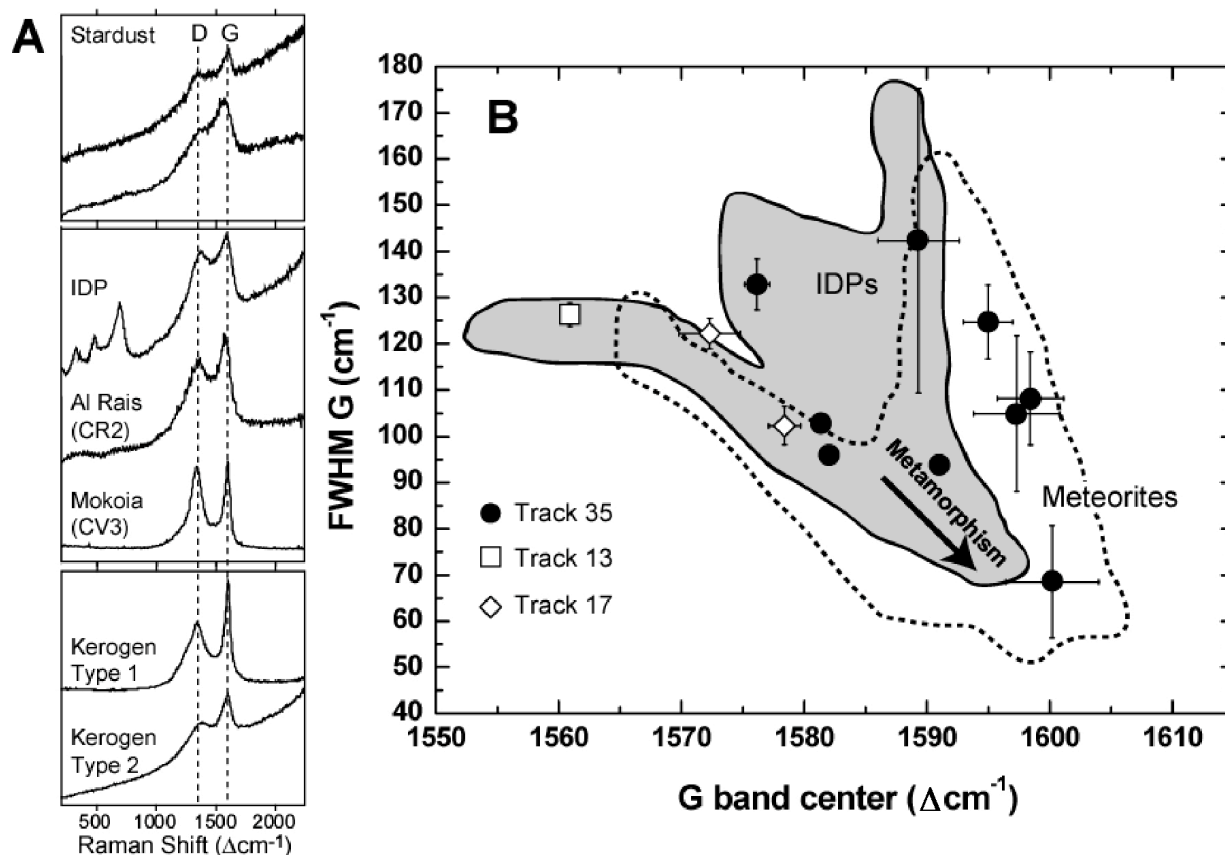 A
Stardust
D
G
IDP
Al Rais
(CR2)
Mokoia
(CV3)
Kerogen
Type 1
Kerogen
Type 2
500 1000 1500 2000
Raman Shift (Δcm-1)
B
180
170
160
150
140
130
120
110
100
90
80
70
60
50
40
FWHM G (cm-1)
IDPs
Metamorphism
Meteorites
Track 35
Track 13
Track 17
1550 1560 1570 1580 1590 1600 1610
G band center (Δcm-1)